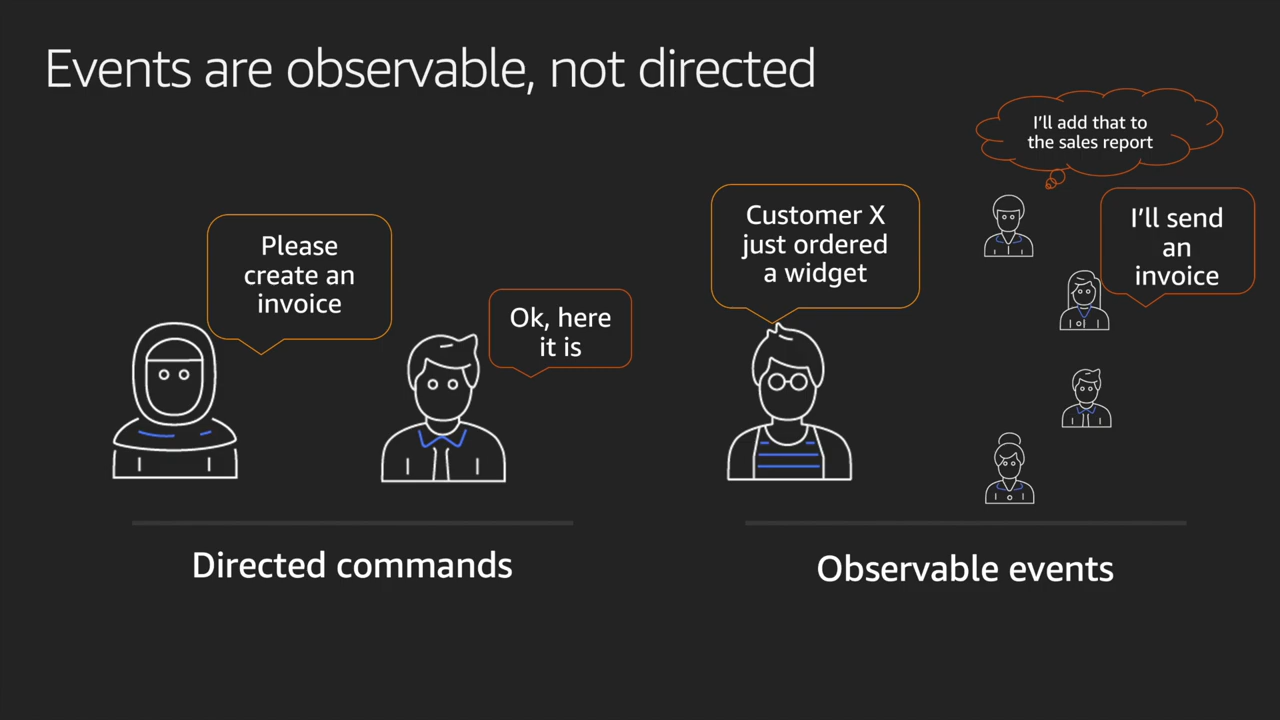 Events are observable, not directed
Please
create an
invoice
Ok, here
it is
Directed commands
Customer X
just ordered
a widget
I'll add that to
the sales report
I'll send
an
invoice
Observable events